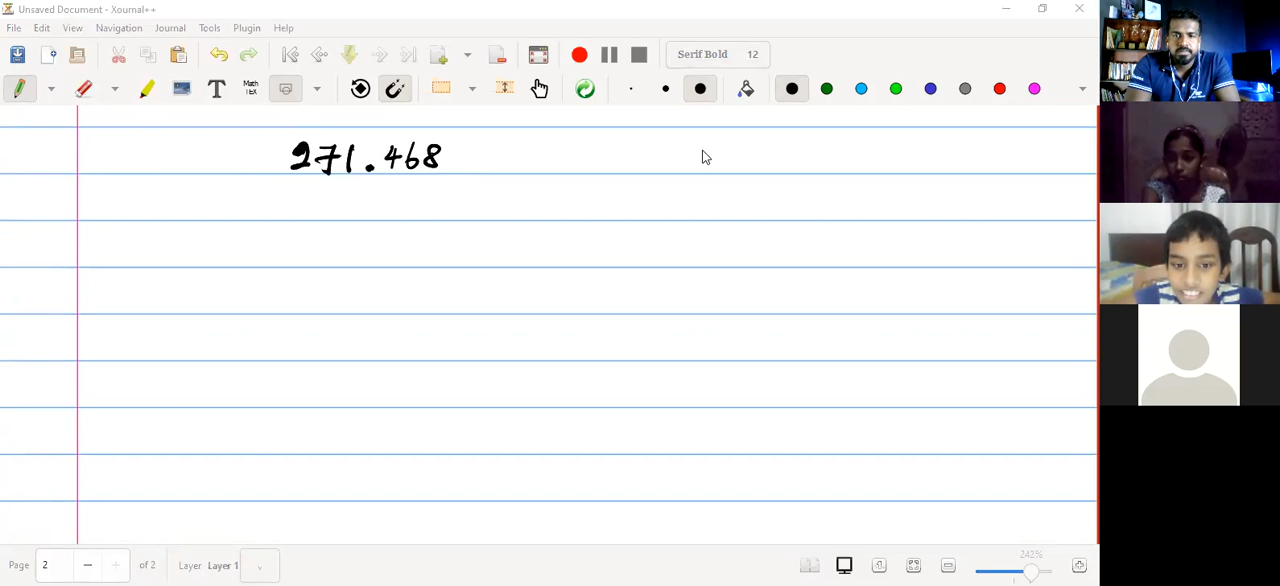 Unsaved Document - Xournal++
File Edit View Navigation Journal Tools Plugin Help
Serif Bold 12
Math
TEX
271.468
Page 2 of 2 Layer Layer 1
242%